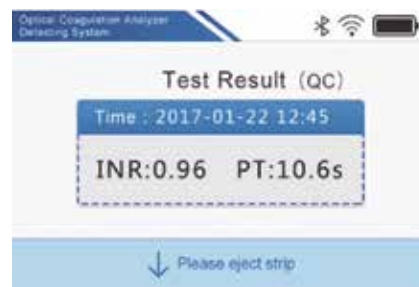 Optical Coagulation Analyzer
Detecting System
Test Result (QC)
Time : 2017-01-22 12:45
INR:0.96 PT:10.6s
Please eject strip